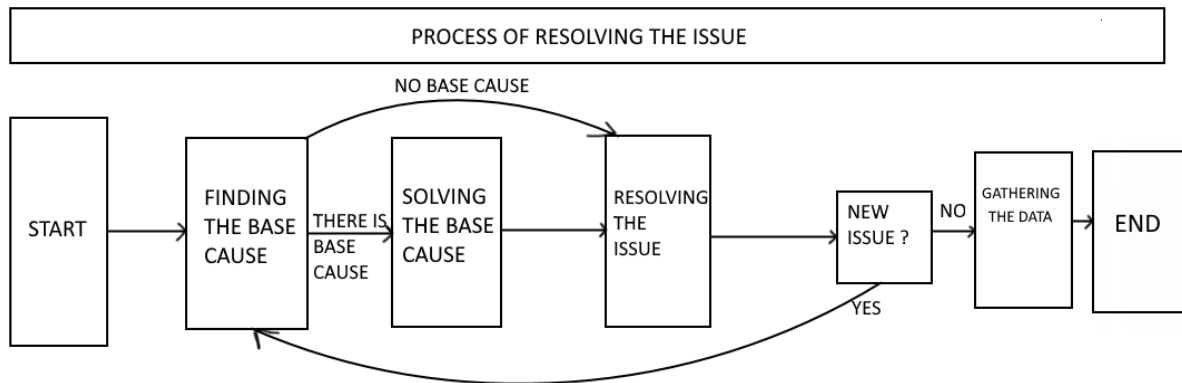 PROCESS OF RESOLVING THE ISSUE
NO BASE CAUSE
START
FINDING
THE BASE
CAUSE
THERE IS
BASE
CAUSE
SOLVING
THE BASE
CAUSE
RESOLVING
THE
ISSUE
NEW
ISSUE ?
NO
YES
GATHERING
THE DATA
END